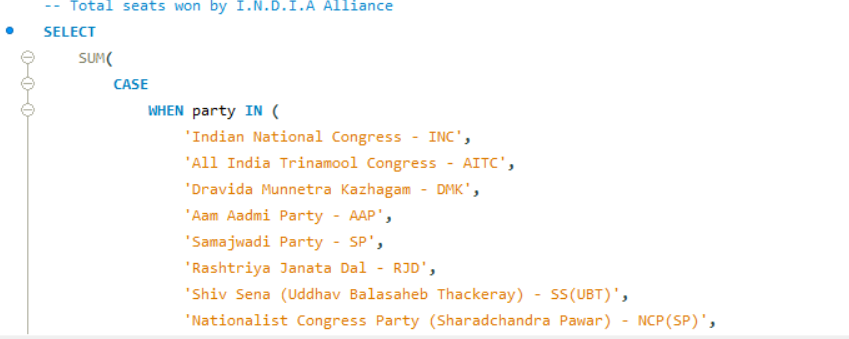 -- Total seats won by I.N.D.I.A Alliance
SELECT
SUM(
CASE
WHEN party IN (
'Indian National Congress - INC',
'All India Trinamool Congress - AITC',
'Dravida Munnetra Kazhagam - DMK',
'Aam Aadmi Party - AAP',
'Samajwadi Party - SP',
'Rashtriya Janata Dal - RJD',
'Shiv Sena (Uddhav Balasaheb Thackeray) - SS(UBT)',
'Nationalist Congress Party (Sharadchandra Pawar) - NCP(SP)',